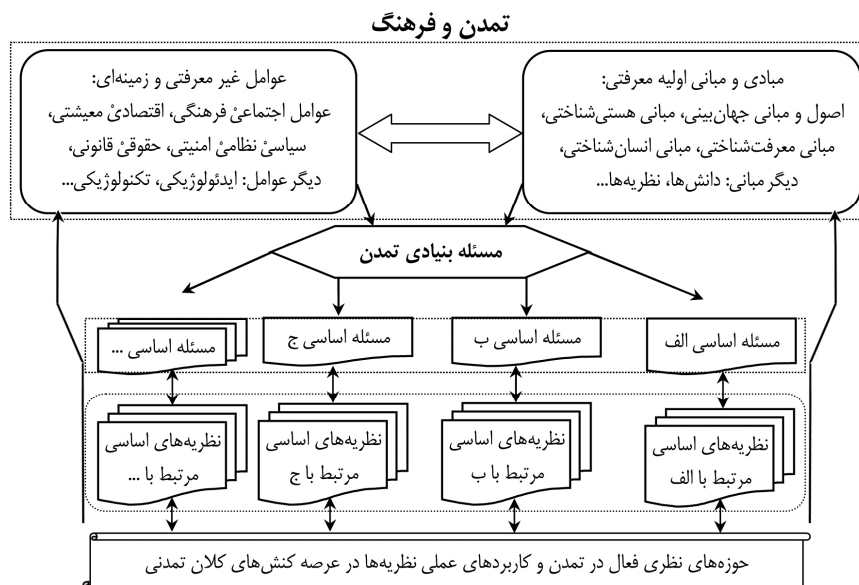 تمدن و فرهنگ
مبادی و مبانی اولیه معرفتی:
اصول و مبانی جهان‌بینی، مبانی هستی‌شناختی،
مبانی معرفت‌شناختی، مبانی انسان‌شناختی،
دیگر مبانی: دانش‌ها، نظریه‌ها...
عوامل غیر معرفتی و زمینه‌ای:
عوامل اجتماعیْ فرهنگی، اقتصادیْ معیشتی،
سیاسیْ نظامیْ امنیتی، حقوقیْ قانونی،
دیگر عوامل: ایدئولوژیکی، تکنولوژیکی...
مسئله بنیادی تمدن
مسئله اساسی الف
مسئله اساسی ب
مسئله اساسی ج
مسئله اساسی ...
نظریه‌های اساسی
مرتبط با الف
نظریه‌های اساسی
مرتبط با ب
نظریه‌های اساسی
مرتبط با ج
نظریه‌های اساسی
مرتبط با ...
حوزه‌های نظری فعال در تمدن و کاربردهای عملی نظریه‌ها در عرصه کنش‌های کلان تمدنی